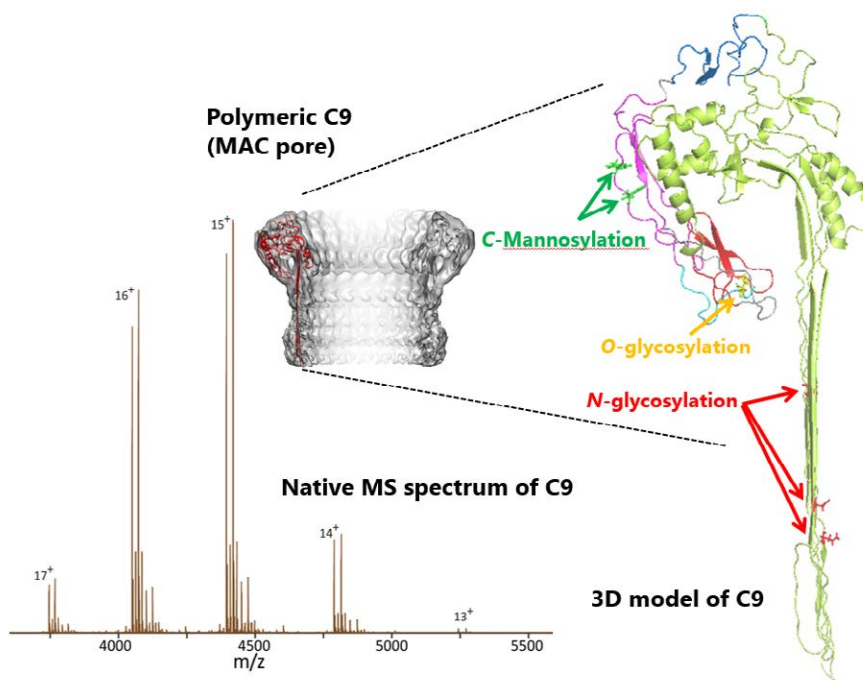 Polymeric C9
(MAC pore)
C-Mannosylation
O-glycosylation
N-glycosylation
Native MS spectrum of C9
3D model of C9
17+
16+
15+
14+
13+
4000
4500
5000
5500
m/z